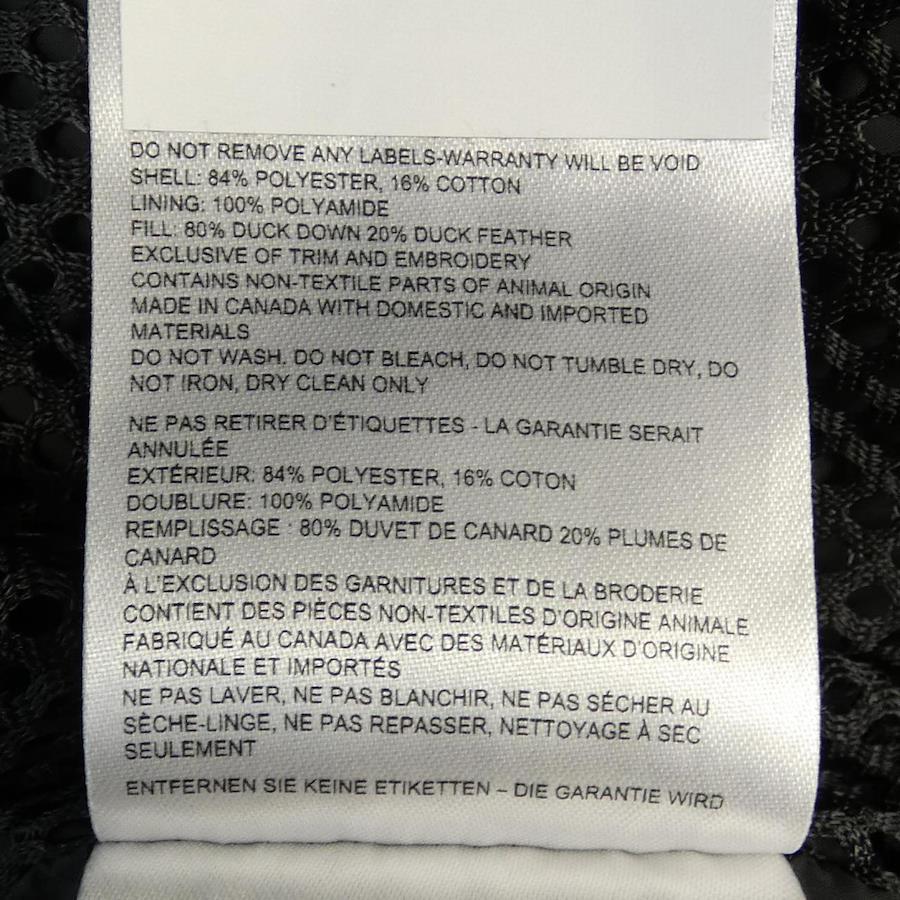 DO NOT REMOVE ANY LABELS-WARRANTY WILL BE VOID
SHELL: 84% POLYESTER, 16% COTTON
LINING: 100% POLYAMIDE
FILL: 80% DUCK DOWN 20% DUCK FEATHER
EXCLUSIVE OF TRIM AND EMBROIDERY
CONTAINS NON-TEXTILE PARTS OF ANIMAL ORIGIN
MADE IN CANADA WITH DOMESTIC AND IMPORTED
MATERIALS
DO NOT WASH. DO NOT BLEACH, DO NOT TUMBLE DRY, DO
NOT IRON, DRY CLEAN ONLY
NE PAS RETIRER D'ÉTIQUETTES - LA GARANTIE SERAIT
ANNULÉE
EXTÉRIEUR: 84% POLYESTER, 16% COTON
DOUBLURE: 100% POLYAMIDE
REMPLISSAGE : 80% DUVET DE CANARD 20% PLUMES DE
CANARD
À L'EXCLUSION DES GARNITURES ET DE LA BRODERIE
CONTIENT DES PIÈCES NON-TEXTILES D'ORIGINE ANIMALE
FABRIQUÉ AU CANADA AVEC DES MATÉRIAUX D'ORIGINE
NATIONALE ET IMPORTÉS
NE PAS LAVER, NE PAS BLANCHIR, NE PAS SÉCHER AU
SÈCHE-LINGE, NE PAS REPASSER, NETTOYAGE À SEC
SEULEMENT
ENTFERNEN SIE KEINE ETIKETTEN – DIE GARANTIE WIRD